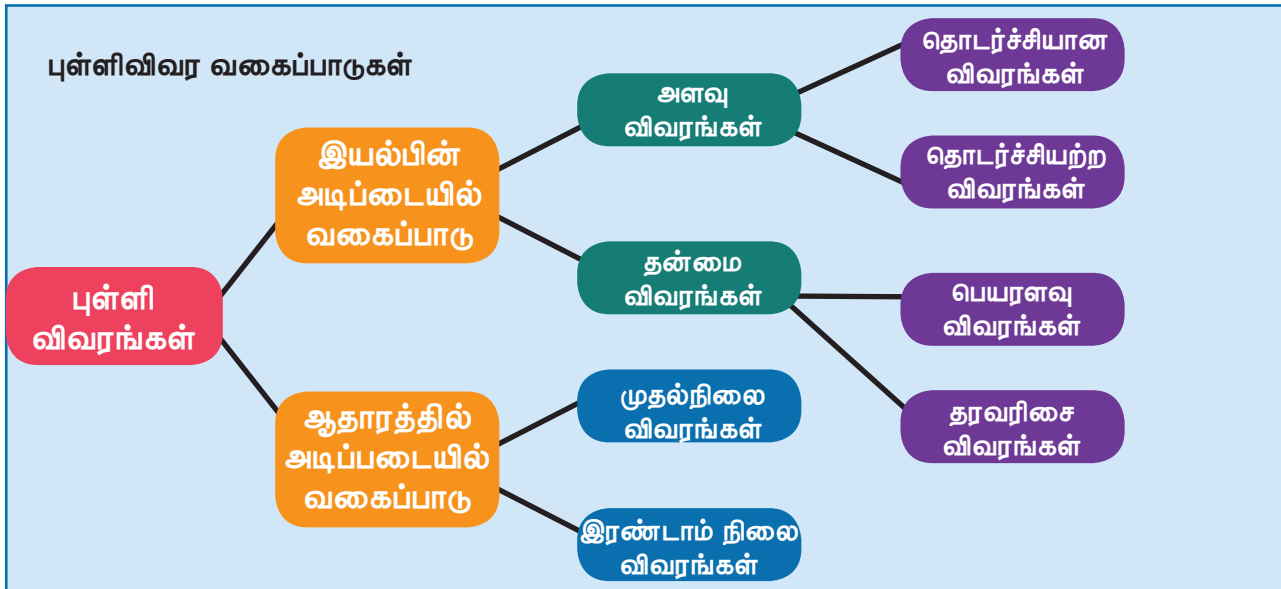 புள்ளிவிவர வகைப்பாடுகள்
புள்ளி
விவரங்கள்
இயல்பின்
அடிப்டையில்
வகைப்பாடு
அளவு
விவரங்கள்
தொடர்ச்சியான
விவரங்கள்
தொடர்ச்சியற்ற
விவரங்கள்
தன்மை
விவரங்கள்
பெயரளவு
விவரங்கள்
தரவரிசை
விவரங்கள்
ஆதாரத்தில்
அடிப்படையில்
வகைப்பாடு
முதல்நிலை
விவரங்கள்
இரண்டாம் நிலை
விவரங்கள்